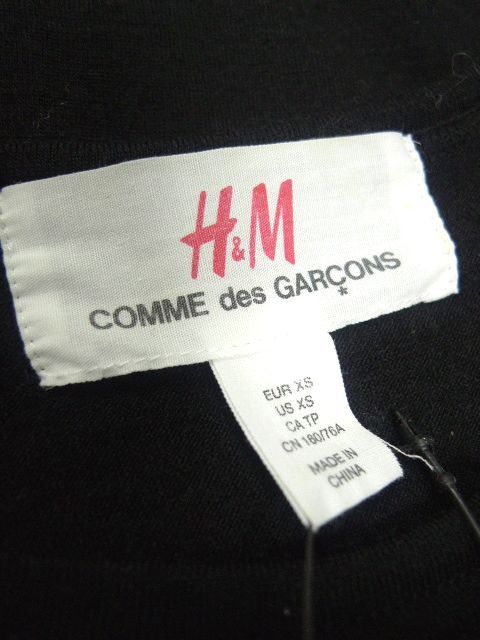 H&M
COMME des GARÇONS
*
EUR XS
US XS
CA TP
CN 160/76A
MADE IN
CHINA